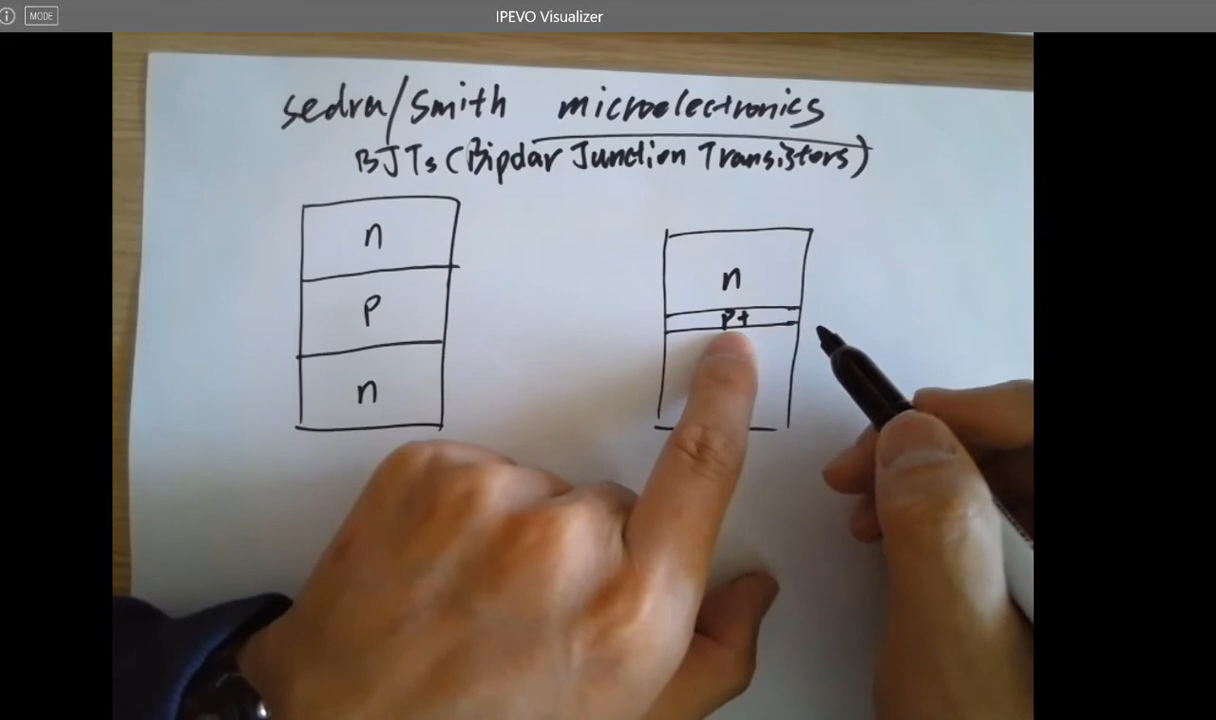 MODE
IPEVO Visualizer
sedra/Smith microelectronics
BJTs (Bipolar Junction Transistors)
n
p
n
n
p+